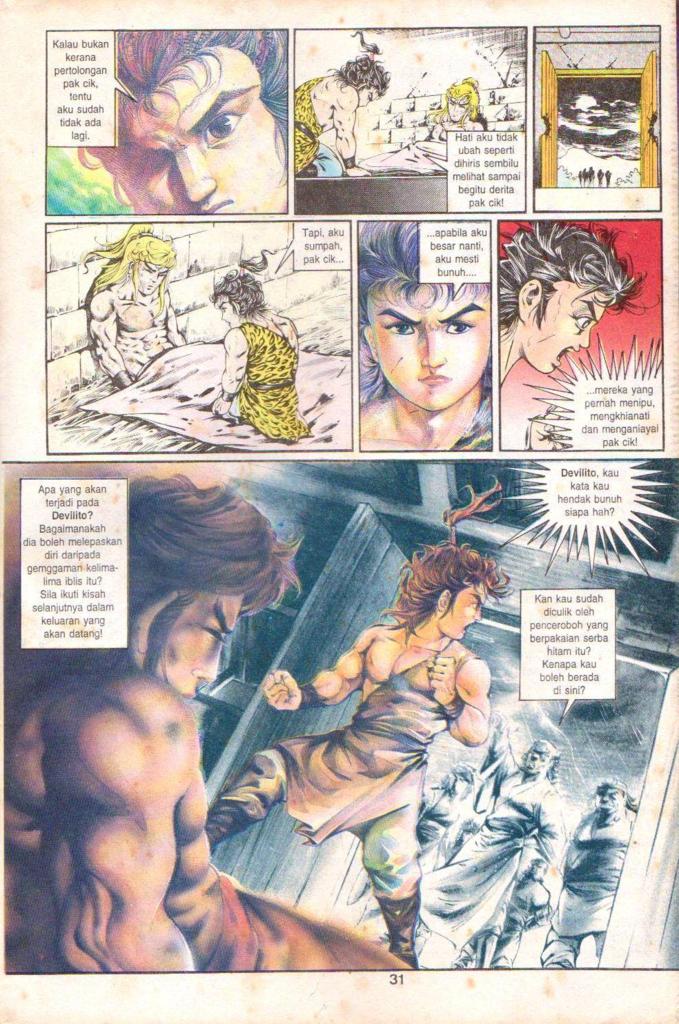 Kalau bukan
kerana
pertolongan
pak cik,
tentu
aku sudah
tidak ada
lagi.
Hati aku tidak
ubah seperti
dihiris sembilu
melihat sampai
begitu derita
pak cik!
Tapi, aku
sumpah,
pak cik...
...apabila aku
besar nanti,
aku mesti
bunuh....
...mereka yang
pernah menipu,
mengkhianati
dan menganiayai
pak cik!
Apa yang akan
terjadi pada
Devilito?
Bagaimanakah
dia boleh melepaskan
diri daripada
gemggaman kelima-
lima iblis itu?
Sila ikuti kisah
selanjutnya dalam
keluaran yang
akan datang!
Devilito, kau
kata kau
hendak bunuh
siapa hah?
Kan kau sudah
diculik oleh
penceroboh yang
berpakaian serba
hitam itu?
Kenapa kau
boleh berada
di sini?
31